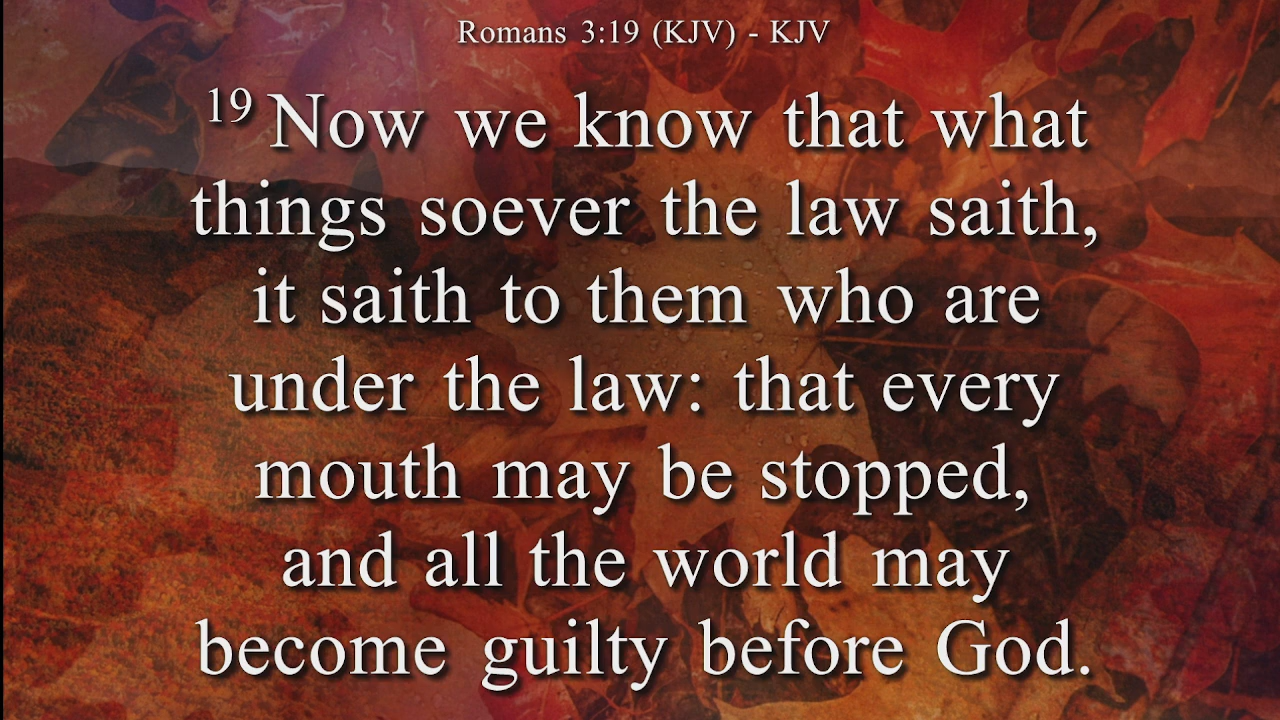 Romans 3:19 (KJV) - KJV
19 Now we know that what
things soever the law saith,
it saith to them who are
under the law: that every
mouth may be stopped,
and all the world may
become guilty before God.